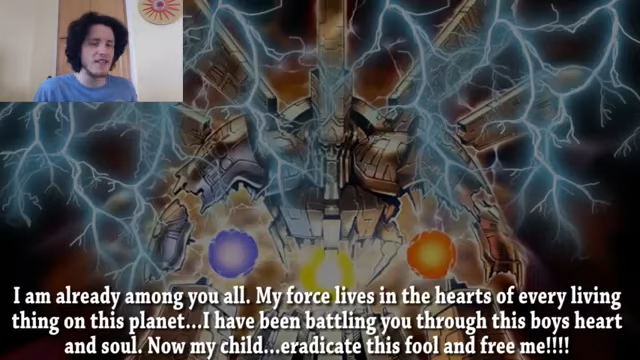 I am already among you all. My force lives in the hearts of every living
thing on this planet...I have been battling you through this boys heart
and soul. Now my child...eradicate this fool and free me!!!!